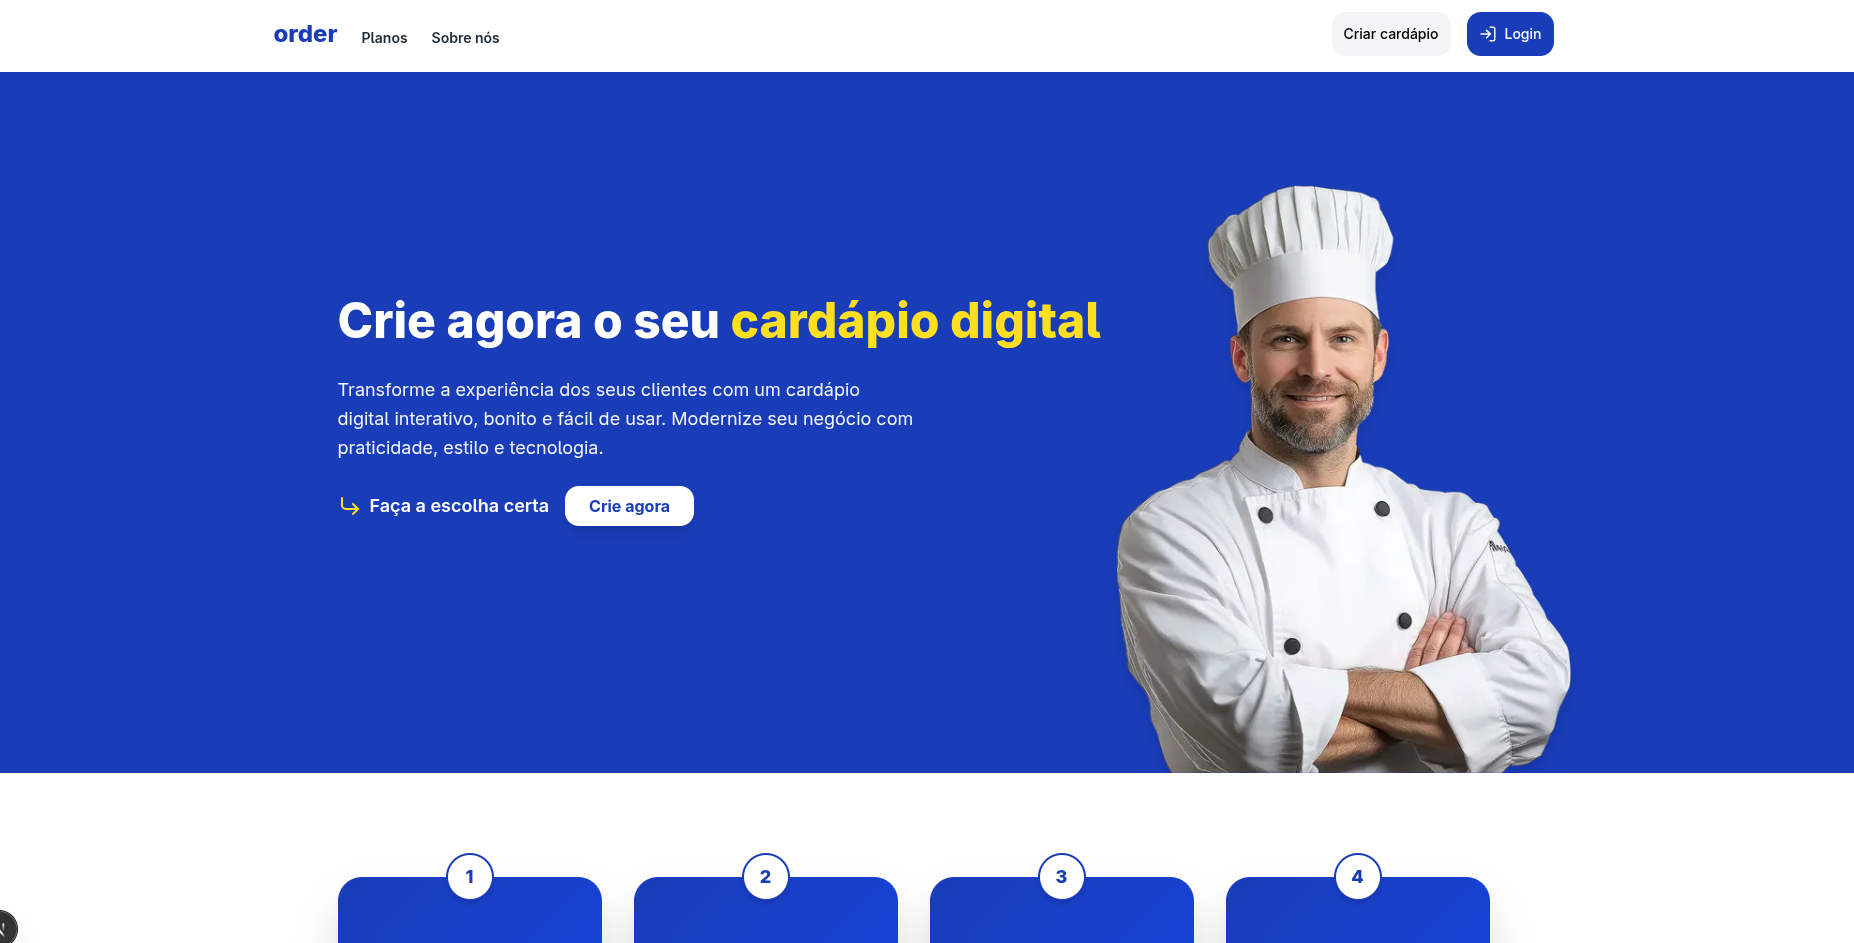 order
Planos
Sobre nós
Criar cardápio
Login
Crie agora o seu cardápio digital
Transforme a experiência dos seus clientes com um cardápio
digital interativo, bonito e fácil de usar. Modernize seu negócio com
praticidade, estilo e tecnologia.
Faça a escolha certa
Crie agora
1
2
3
4